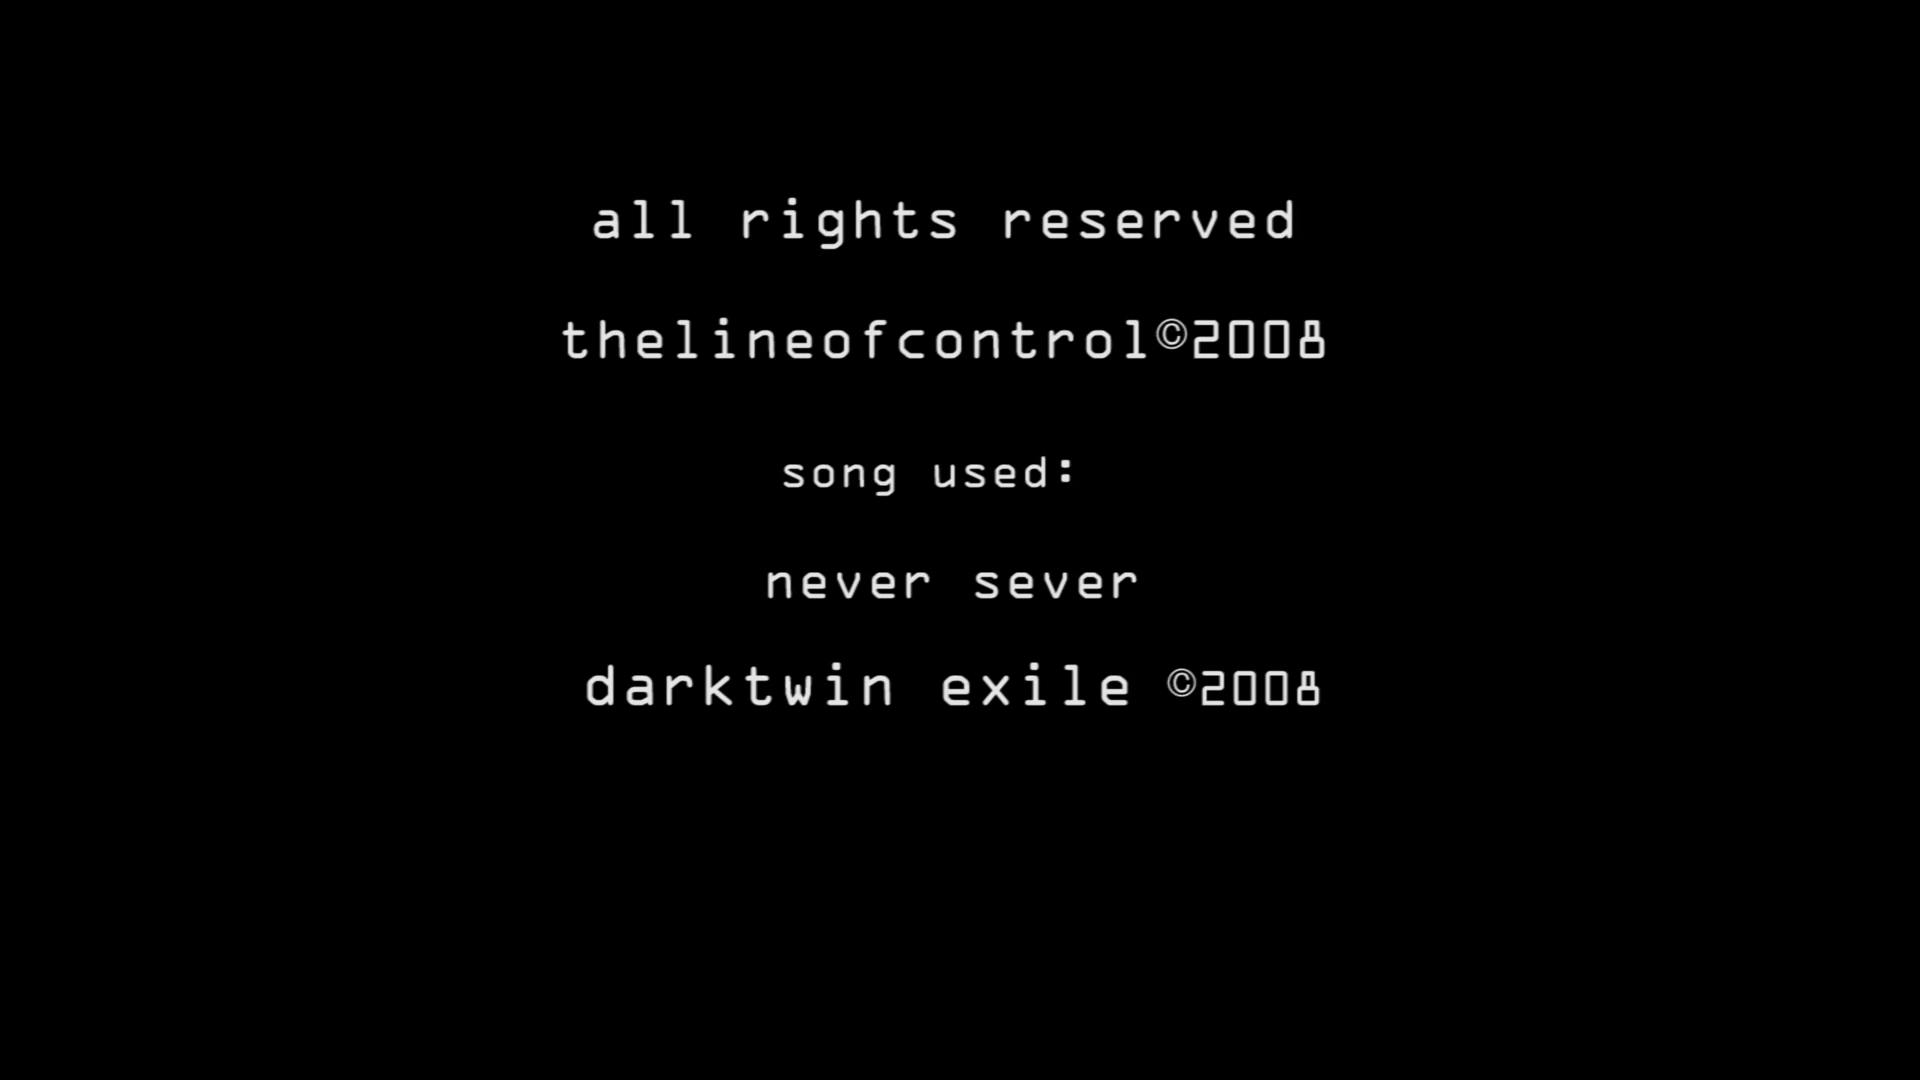 all rights reserved
thelineofcontrol©2008
song used:
never sever
darktwin exile ©2008